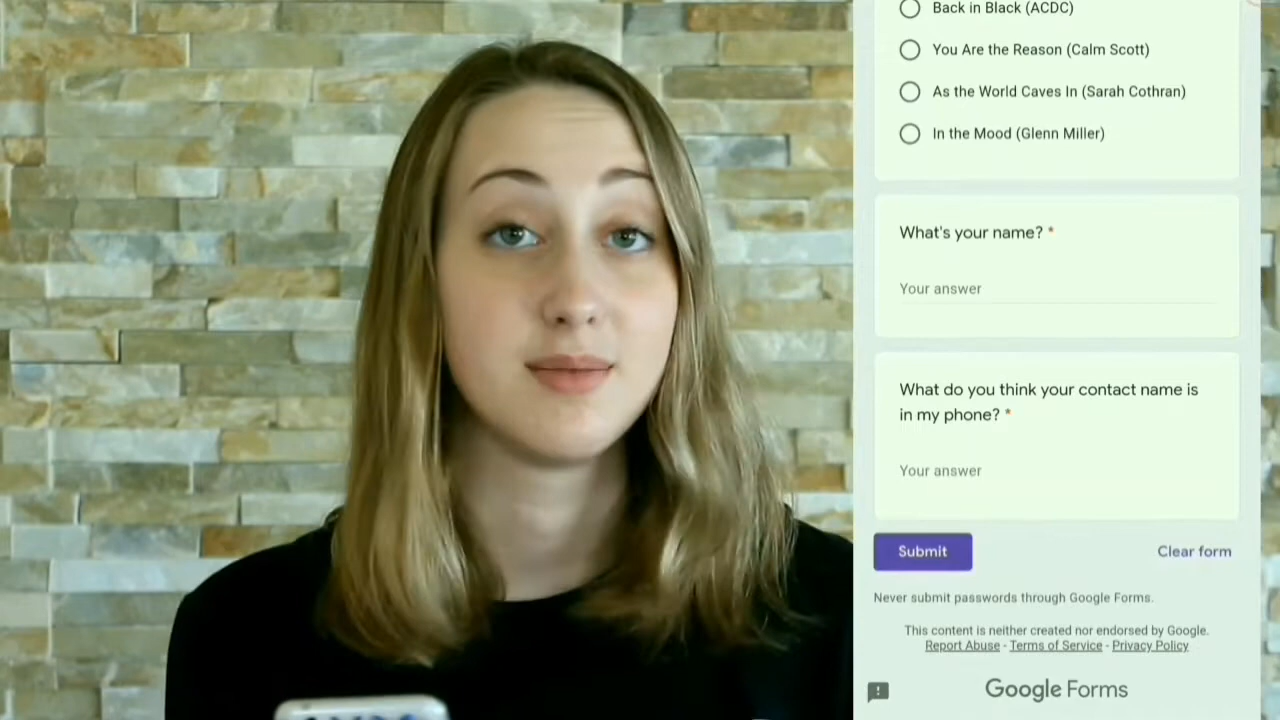 Back in Black (ACDC)
You Are the Reason (Calm Scott)
As the World Caves In (Sarah Cothran)
In the Mood (Glenn Miller)
What's your name? *
Your answer
What do you think your contact name is
in my phone? *
Your answer
Submit
Clear form
Never submit passwords through Google Forms.
This content is neither created nor endorsed by Google.
Report Abuse - Terms of Service - Privacy Policy
Google Forms